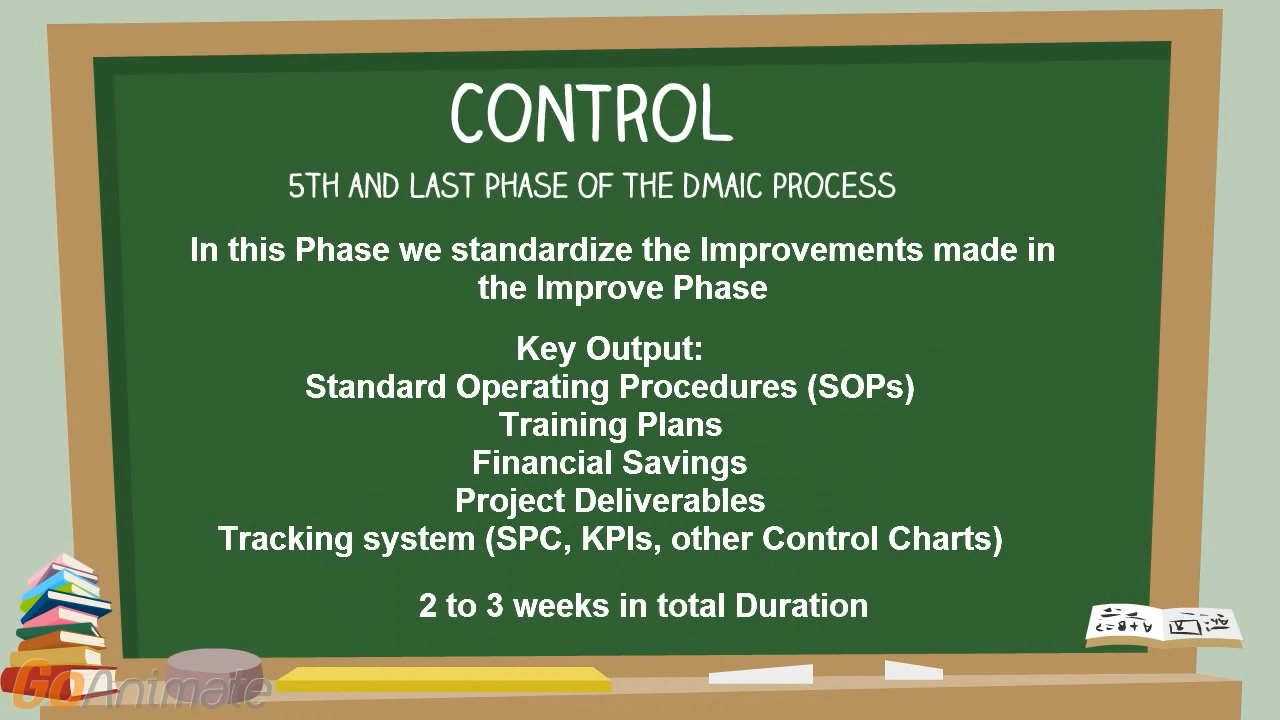 CONTROL
5TH AND LAST PHASE OF THE DMAIC PROCESS
In this Phase we standardize the Improvements made in
the Improve Phase
Key Output:
Standard Operating Procedures (SOPs)
Training Plans
Financial Savings
Project Deliverables
Tracking system (SPC, KPIs, other Control Charts)
2 to 3 weeks in total Duration
A+B=?
GoAnimate